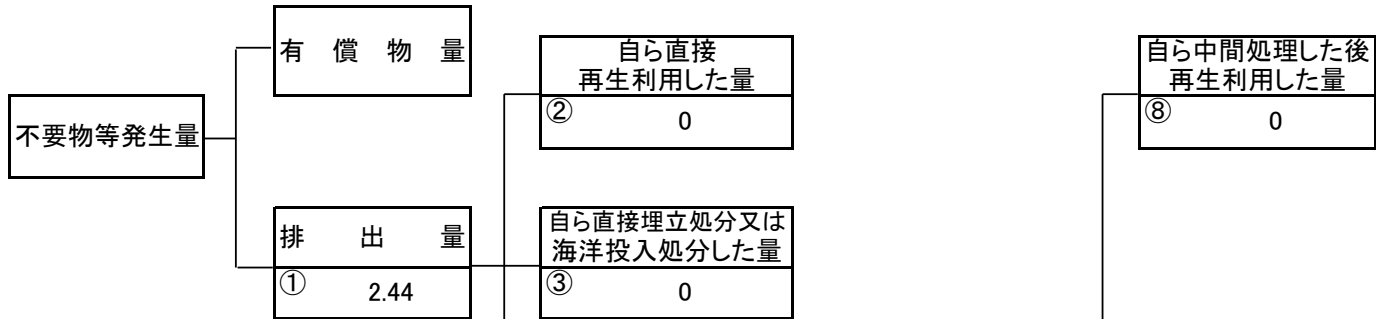 有 償 物 量
自ら直接
再生利用した量
② 0
自ら中間処理した後
再生利用した量
⑧ 0
不要物等発生量
排 出 量
① 2.44
自ら直接埋立処分又は
海洋投入処分した量
③ 0